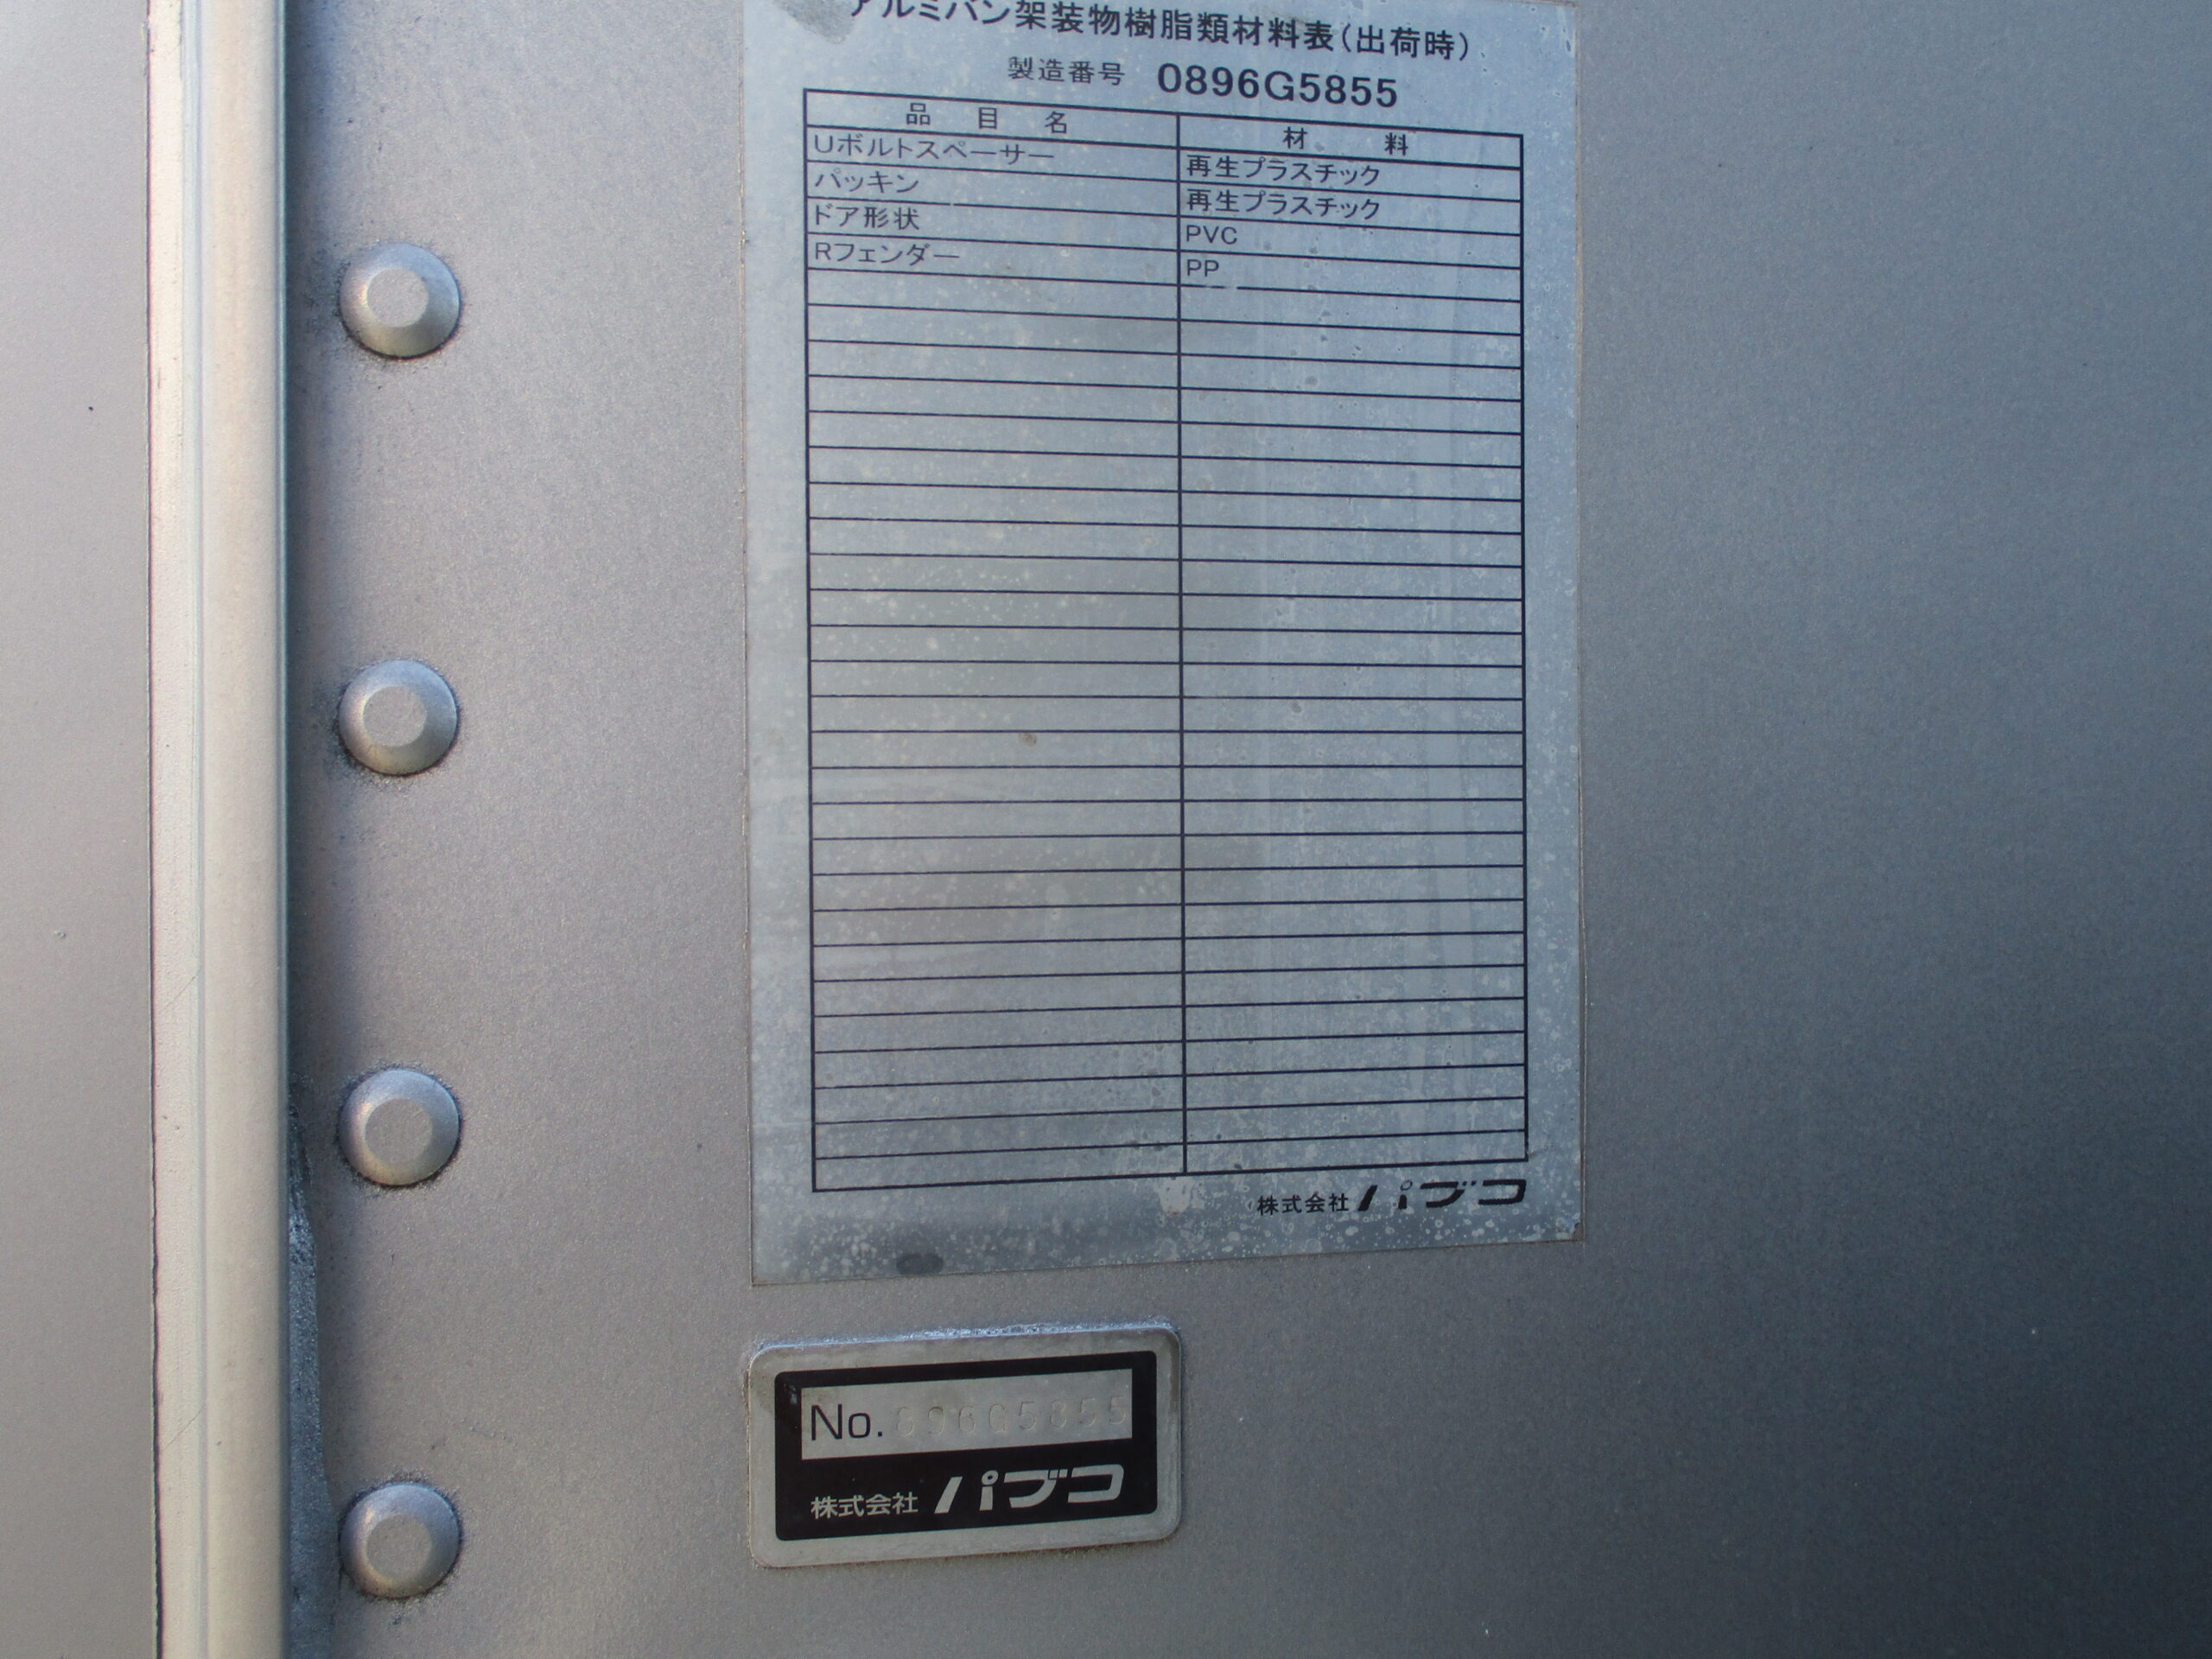 アルミバン架装物樹脂類材料表(出荷時)
製造番号 0896G5855
品目名 材料
Uボルトスペーサー 再生プラスチック
パッキン 再生プラスチック
ドア形状 PVC
Rフェンダー PP
株式会社パブコ
No. 896G5855
株式会社パブコ